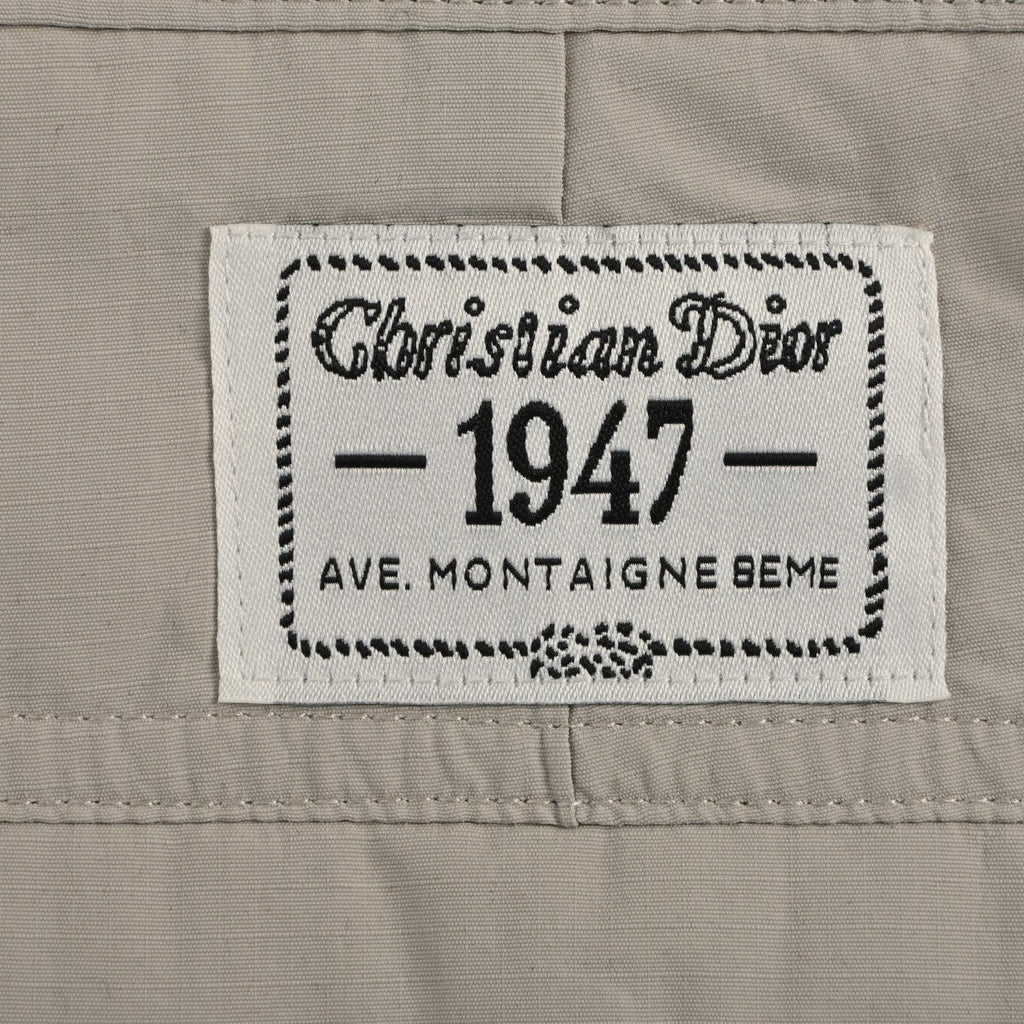 Christian Dior
— 1947 —
AVE. MONTAIGNE 8EME